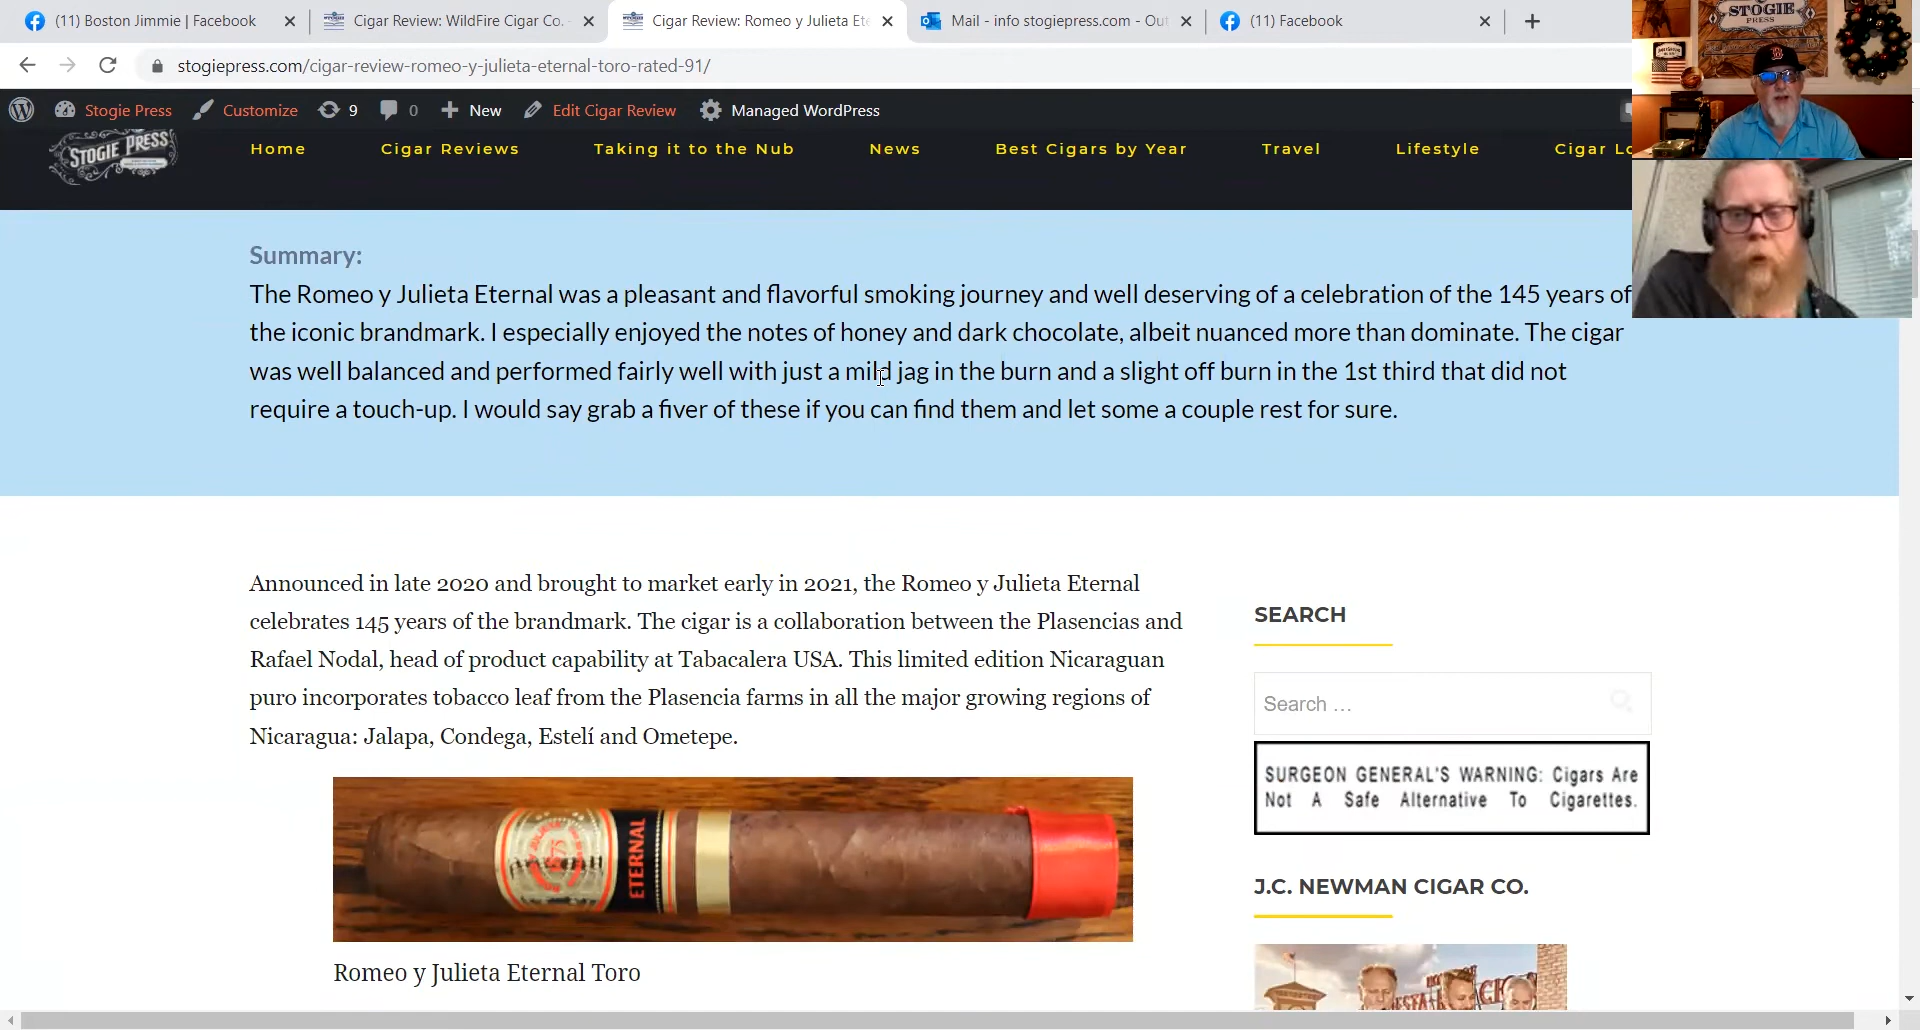 (11) Boston Jimmie | Facebook
Cigar Review: WildFire Cigar Co.
Cigar Review: Romeo y Julieta Ete
Mail - info stogiepress.com - Out
(11) Facebook
stogiepress.com/cigar-review-romeo-y-julieta-eternal-toro-rated-91/
Stogie Press
Customize
9
0
New
Edit Cigar Review
Managed WordPress
STOGIE PRESS
Home
Cigar Reviews
Taking it to the Nub
News
Best Cigars by Year
Travel
Lifestyle
Cigar Lo
STOGIE
PRESS
B
Summary:
The Romeo y Julieta Eternal was a pleasant and flavorful smoking journey and well deserving of a celebration of the 145 years of
the iconic brandmark. I especially enjoyed the notes of honey and dark chocolate, albeit nuanced more than dominate. The cigar
was well balanced and performed fairly well with just a mild jag in the burn and a slight off burn in the 1st third that did not
require a touch-up. I would say grab a fiver of these if you can find them and let some a couple rest for sure.
Announced in late 2020 and brought to market early in 2021, the Romeo y Julieta Eternal
celebrates 145 years of the brandmark. The cigar is a collaboration between the Plasencias and
Rafael Nodal, head of product capability at Tabacalera USA. This limited edition Nicaraguan
puro incorporates tobacco leaf from the Plasencia farms in all the major growing regions of
Nicaragua: Jalapa, Condega, Estelí and Ometepe.
ETERNAL
Romeo y Julieta Eternal Toro
SEARCH
Search …
SURGEON GENERAL'S WARNING: Cigars Are
Not A Safe Alternative To Cigarettes.
J.C. NEWMAN CIGAR CO.